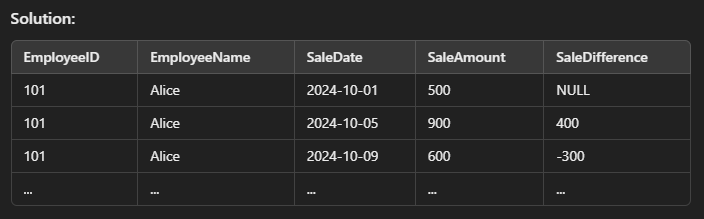 Solution:
EmployeeID EmployeeName SaleDate SaleAmount SaleDifference
101 Alice 2024-10-01 500 NULL
101 Alice 2024-10-05 900 400
101 Alice 2024-10-09 600 -300
... ... ... ... ...